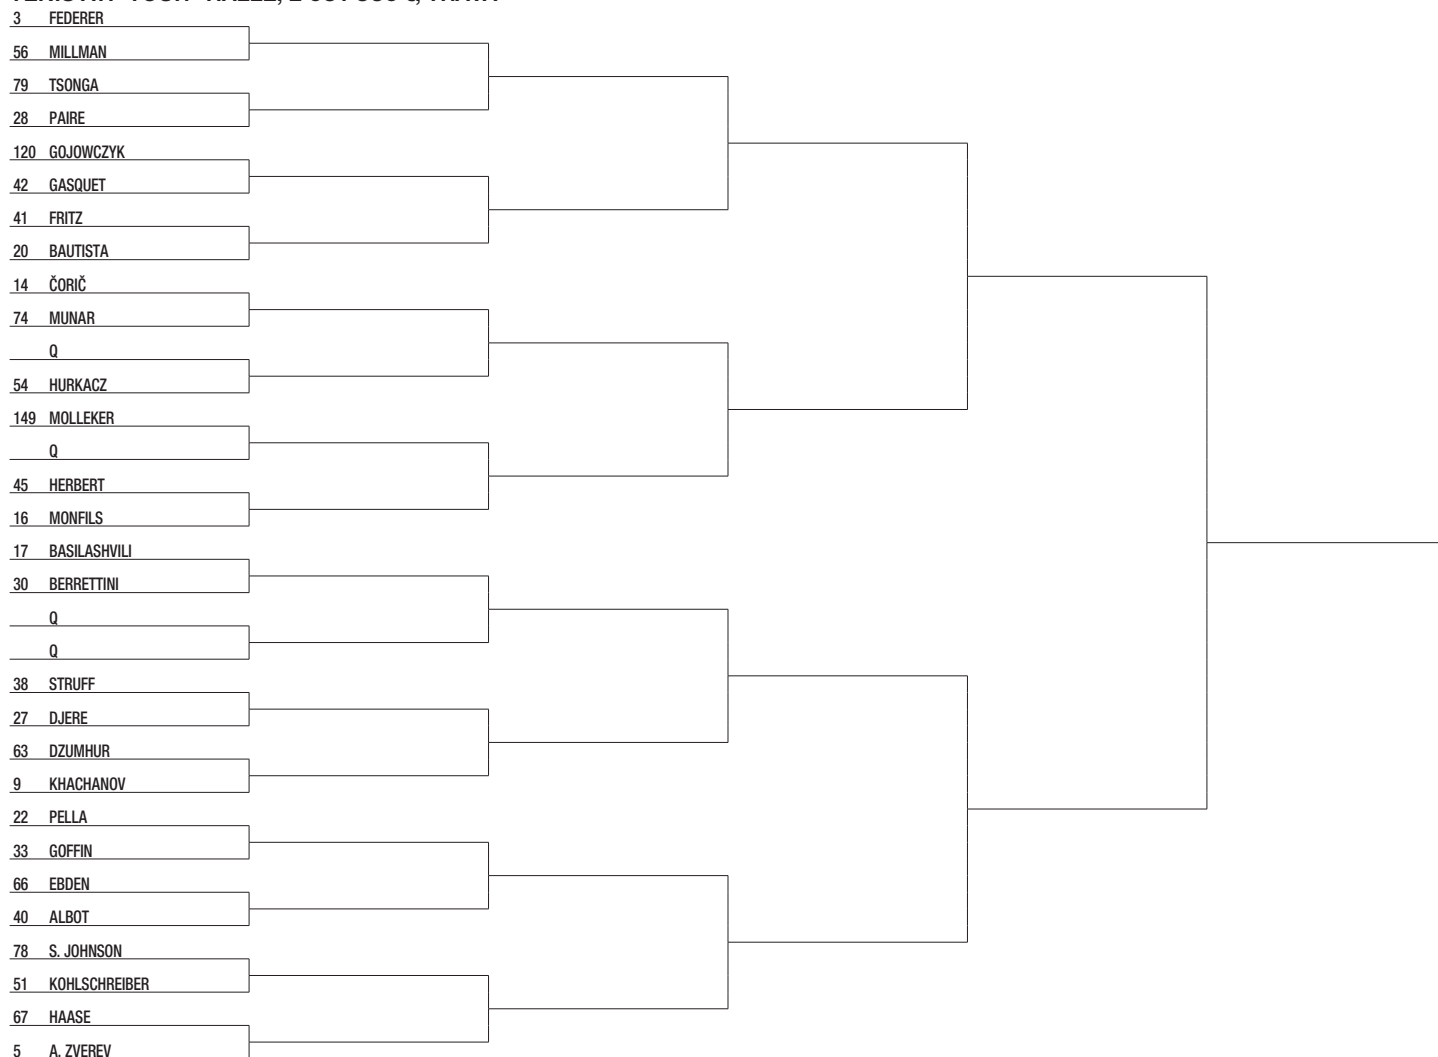 3 FEDERER
56 MILLMAN
79 TSONGA
28 PAIRE
120 GOJOWCZYK
42 GASQUET
41 FRITZ
20 BAUTISTA
14 ČORIČ
74 MUNAR
Q
54 HURKACZ
149 MOLLEKER
Q
45 HERBERT
16 MONFILS
17 BASILASHVILI
30 BERRETTINI
Q
Q
38 STRUFF
27 DJERE
63 DZUMHUR
9 KHACHANOV
22 PELLA
33 GOFFIN
66 EBDEN
40 ALBOT
78 S. JOHNSON
51 KOHLSCHREIBER
67 HAASE
5 A. ZVEREV